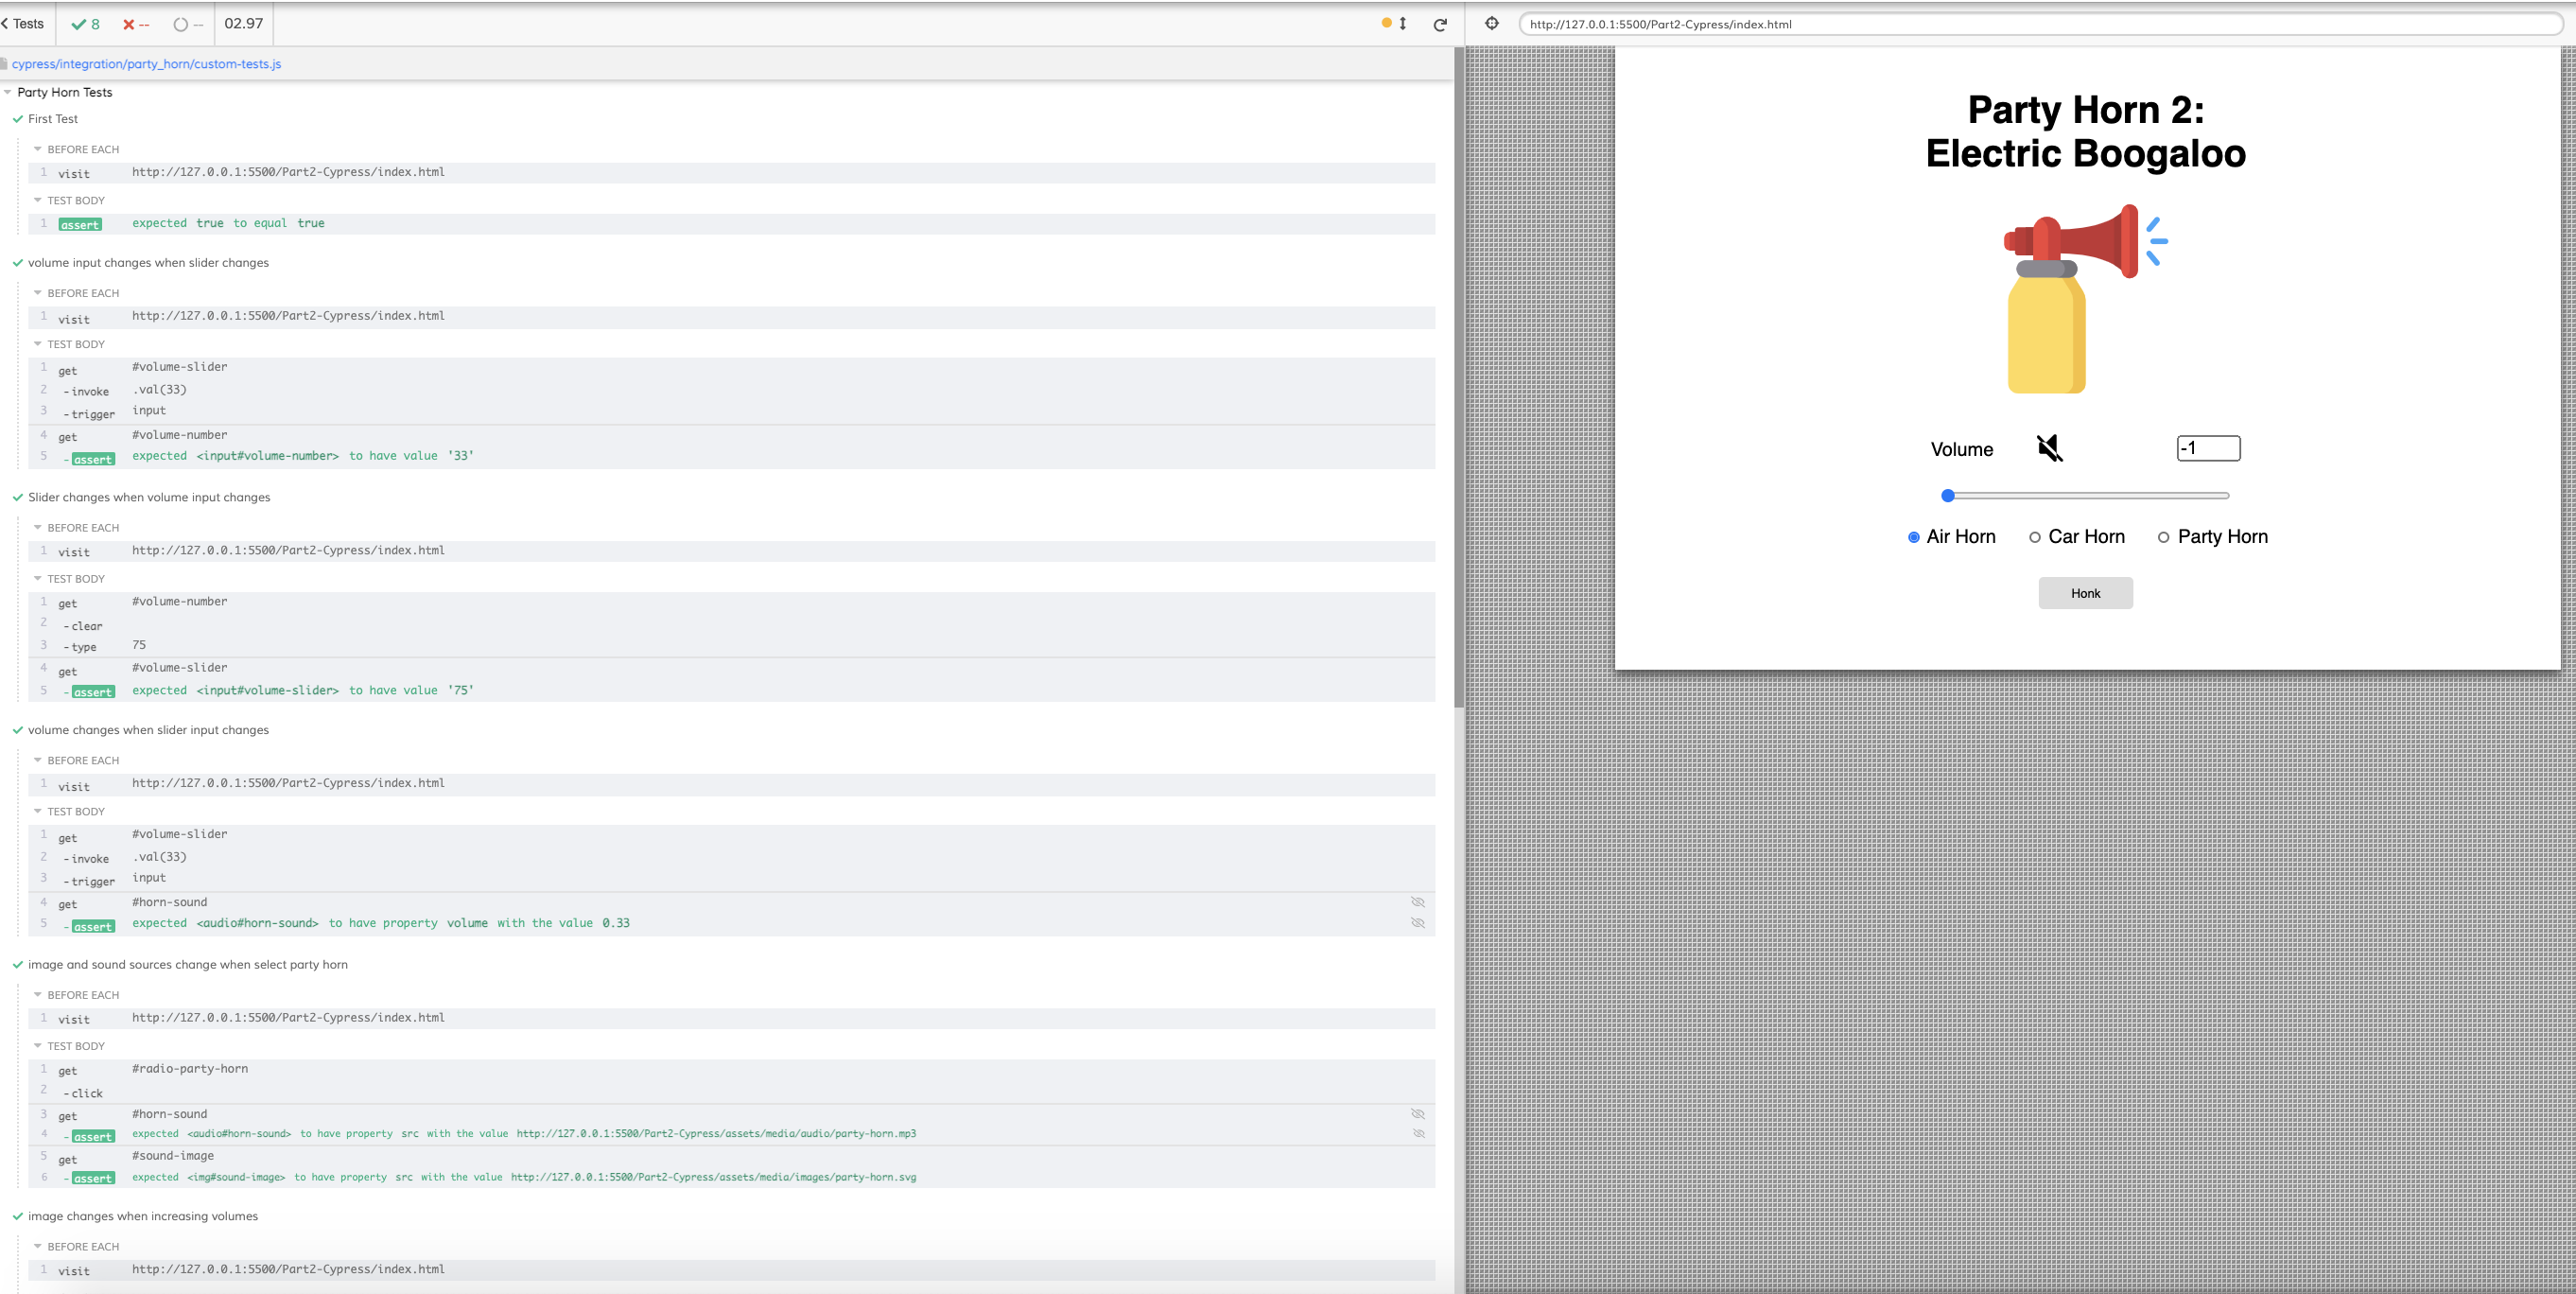 Tests 8 -- -- 02.97
cypress/integration/party_horn/custom-tests.js
Party Horn Tests
First Test
BEFORE EACH
1 visit http://127.0.0.1:5500/Part2-Cypress/index.html
TEST BODY
1 assert expected true to equal true
volume input changes when slider changes
BEFORE EACH
1 visit http://127.0.0.1:5500/Part2-Cypress/index.html
TEST BODY
1 get #volume-slider
2 -invoke .val(33)
3 -trigger input
4 get #volume-number
5 -assert expected <input#volume-number> to have value '33'
Slider changes when volume input changes
BEFORE EACH
1 visit http://127.0.0.1:5500/Part2-Cypress/index.html
TEST BODY
1 get #volume-number
2 -clear
3 -type 75
4 get #volume-slider
5 -assert expected <input#volume-slider> to have value '75'
volume changes when slider input changes
BEFORE EACH
1 visit http://127.0.0.1:5500/Part2-Cypress/index.html
TEST BODY
1 get #volume-slider
2 -invoke .val(33)
3 -trigger input
4 get #horn-sound
5 -assert expected <audio#horn-sound> to have property volume with the value 0.33
image and sound sources change when select party horn
BEFORE EACH
1 visit http://127.0.0.1:5500/Part2-Cypress/index.html
TEST BODY
1 get #radio-party-horn
2 -click
3 get #horn-sound
4 -assert expected <audio#horn-sound> to have property src with the value http://127.0.0.1:5500/Part2-Cypress/assets/media/audio/party-horn.mp3
5 get #sound-image
6 -assert expected <img#sound-image> to have property src with the value http://127.0.0.1:5500/Part2-Cypress/assets/media/images/party-horn.svg
image changes when increasing volumes
BEFORE EACH
1 visit http://127.0.0.1:5500/Part2-Cypress/index.html
http://127.0.0.1:5500/Part2-Cypress/index.html
Party Horn 2:
Electric Boogaloo
Volume -1
Air Horn Car Horn Party Horn
Honk